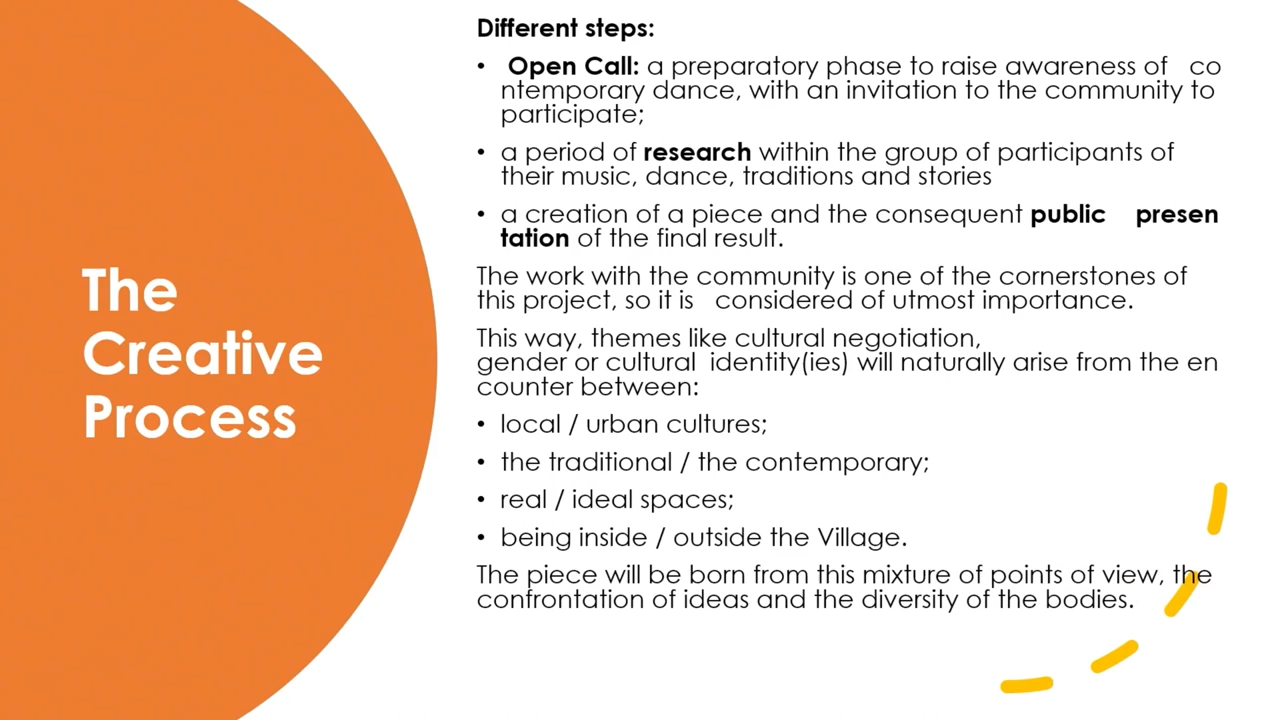 The
Creative
Process
Different steps:
• Open Call: a preparatory phase to raise awareness of co
ntemporary dance, with an invitation to the community to
participate;
• a period of research within the group of participants of
their music, dance, traditions and stories
• a creation of a piece and the consequent public presen
tation of the final result.
The work with the community is one of the cornerstones of
this project, so it is considered of utmost importance.
This way, themes like cultural negotiation,
gender or cultural identity(ies) will naturally arise from the en
counter between:
• local / urban cultures;
• the traditional / the contemporary;
• real / ideal spaces;
• being inside / outside the Village.
The piece will be born from this mixture of points of view, the
confrontation of ideas and the diversity of the bodies.